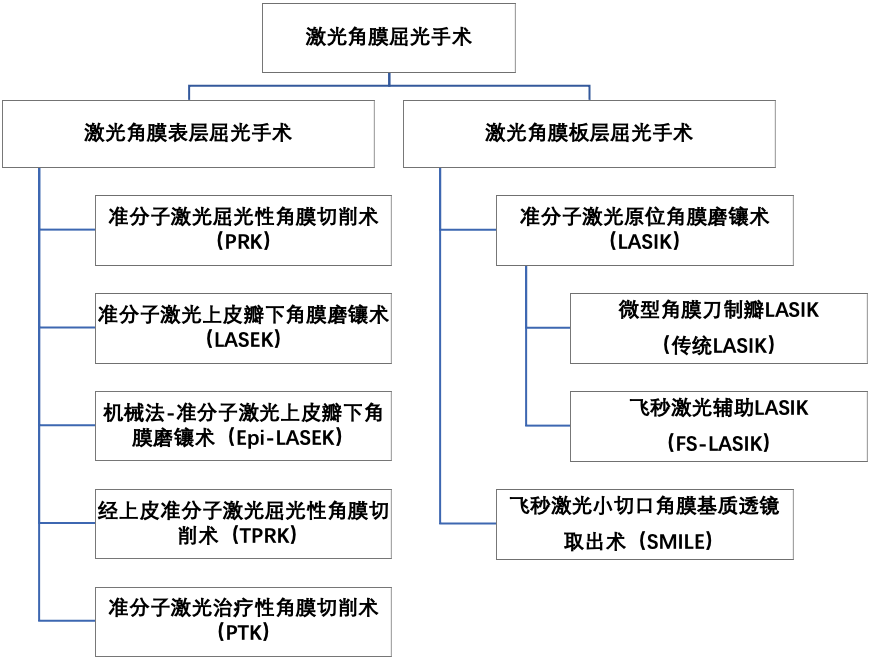 激光角膜屈光手术
激光角膜表层屈光手术
准分子激光屈光性角膜切削术
（PRK）
准分子激光上皮瓣下角膜磨镶术
（LASEK）
机械法-准分子激光上皮瓣下角
膜磨镶术（Epi-LASEK）
经上皮准分子激光屈光性角膜切
削术（TPRK）
准分子激光治疗性角膜切削术
（PTK）
激光角膜板层屈光手术
准分子激光原位角膜磨镶术
（LASIK）
微型角膜刀制瓣LASIK
（传统LASIK）
飞秒激光辅助LASIK
（FS-LASIK）
飞秒激光小切口角膜基质透镜
取出术（SMILE）